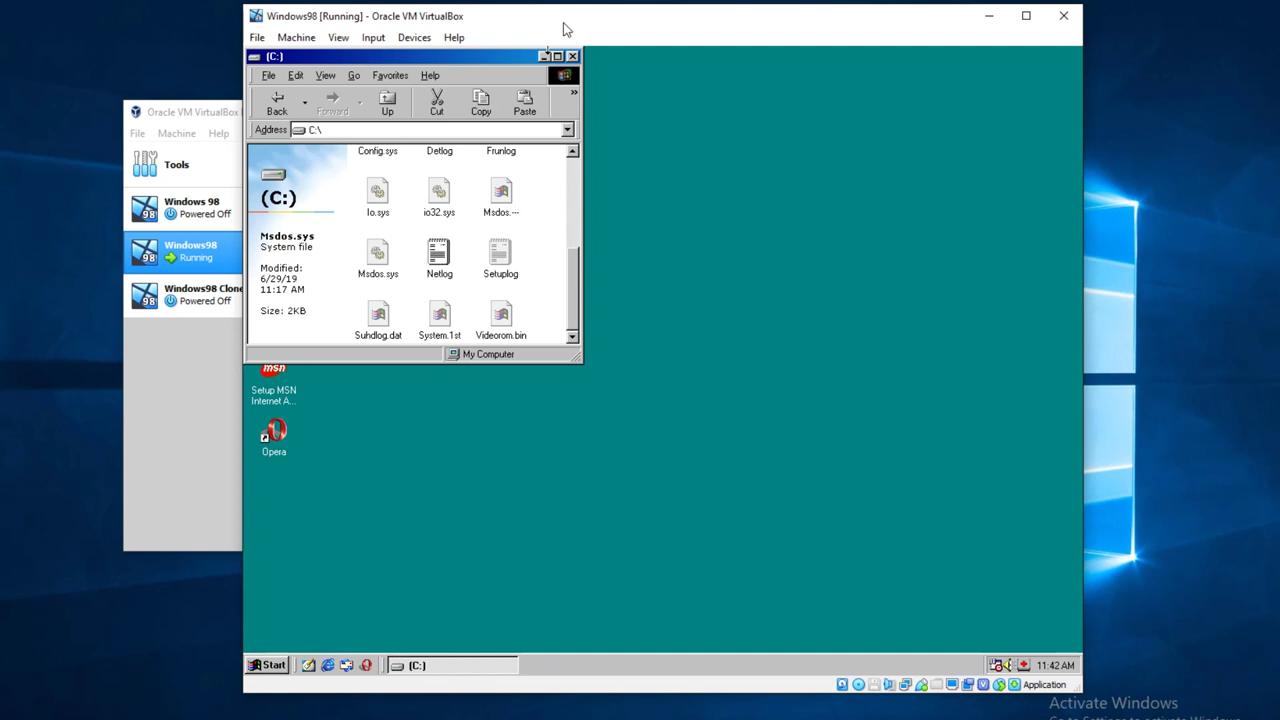 Windows98 [Running] - Oracle VM VirtualBox
File Machine View Input Devices Help
(C:)
File Edit View Go Favorites Help
Back Forward Up Cut Copy Paste
Address C:\
(C:)
Msdos.sys
System file
Modified:
6/29/19
11:17 AM
Size: 2KB
Config.sys Detlog Frunlog
Io.sys io32.sys Msdos.---
Msdos.sys Netlog Setuplog
Suhdlog.dat System.1st Videorom.bin
My Computer
Oracle VM VirtualBox
File Machine Help
Tools
Windows 98
98 Powered Off
Windows98
98 Running
Windows98 Clone
98 Powered Off
msn
Setup MSN
Internet A...
Opera
Start (C:) 11:42 AM
Application
Activate Windows